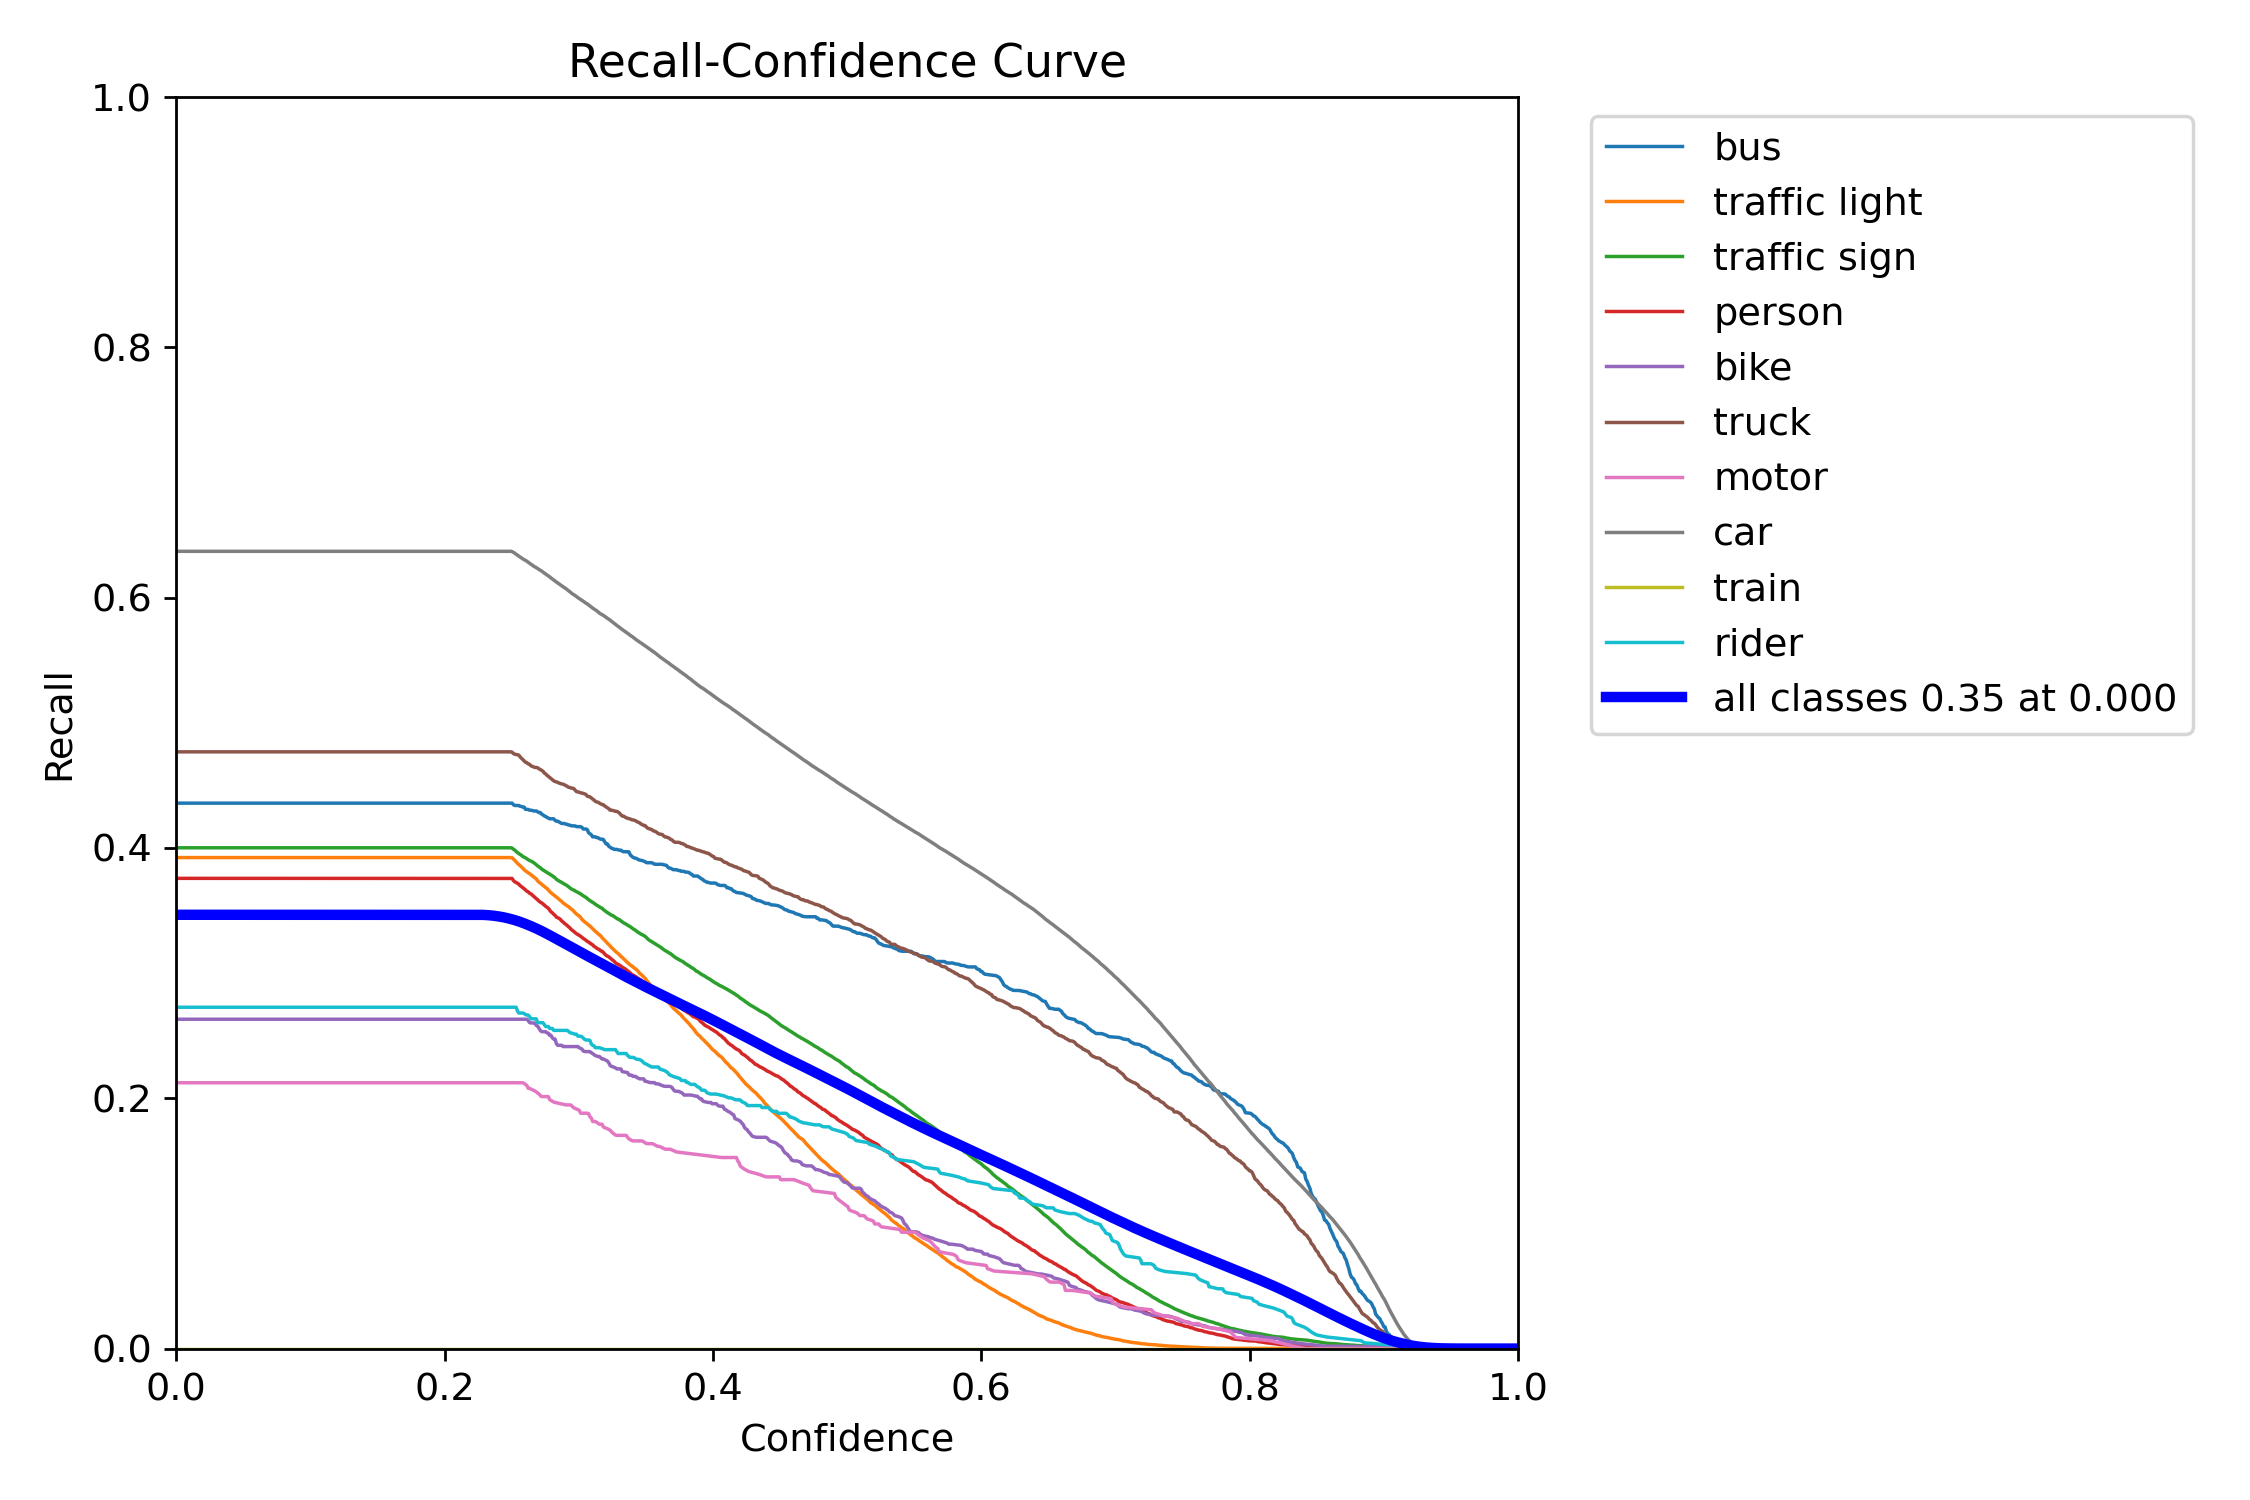 Recall-Confidence Curve
1.0
0.8
0.6
0.4
0.2
0.0
Recall
0.0 0.2 0.4 0.6 0.8 1.0
Confidence
bus
traffic light
traffic sign
person
bike
truck
motor
car
train
rider
all classes 0.35 at 0.000